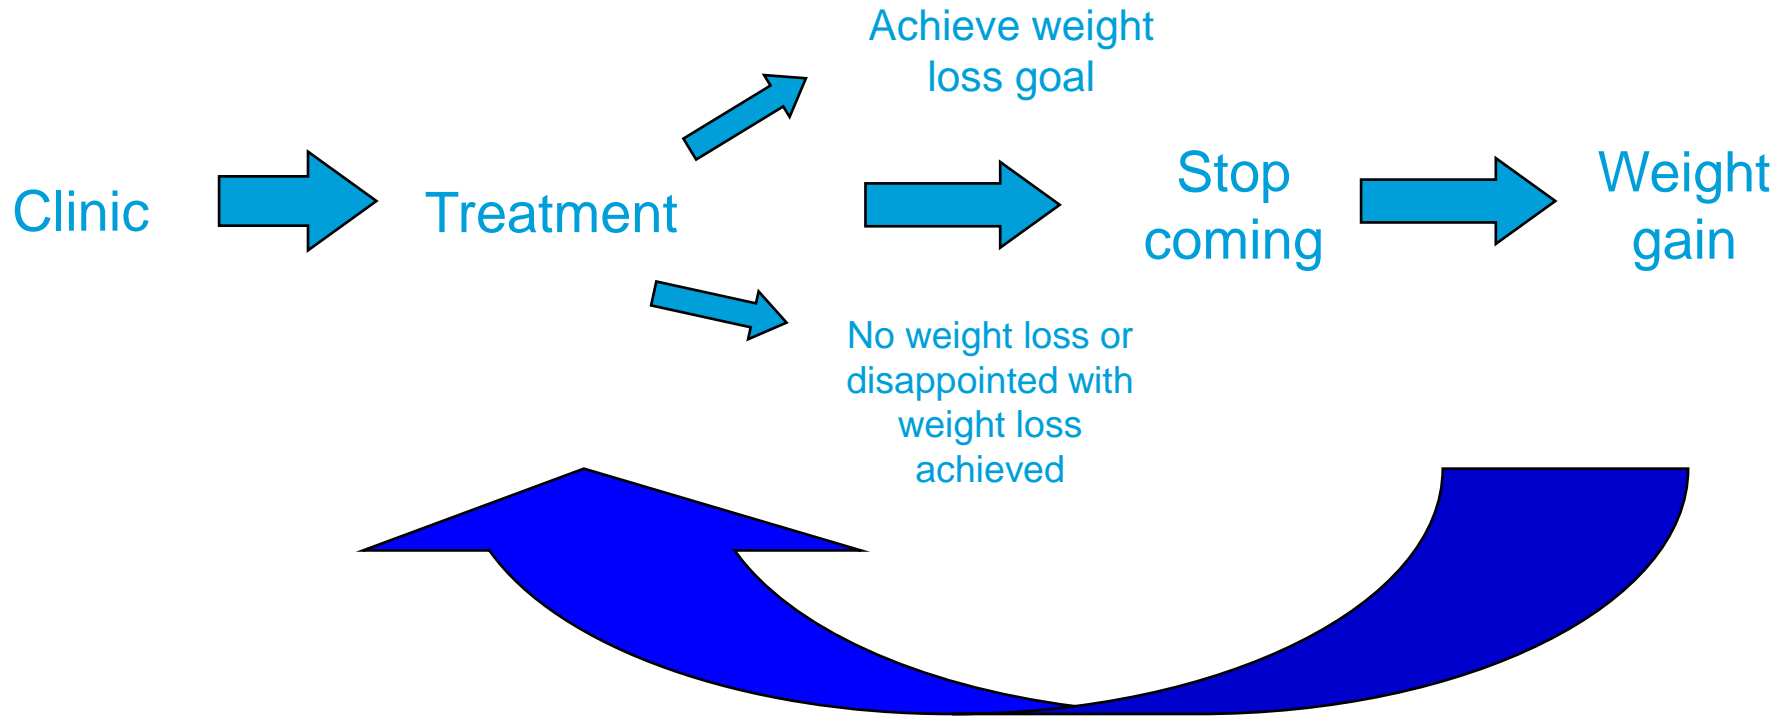 Clinic
Treatment
Achieve weight
loss goal
No weight loss or
disappointed with
weight loss
achieved
Stop
coming
Weight
gain